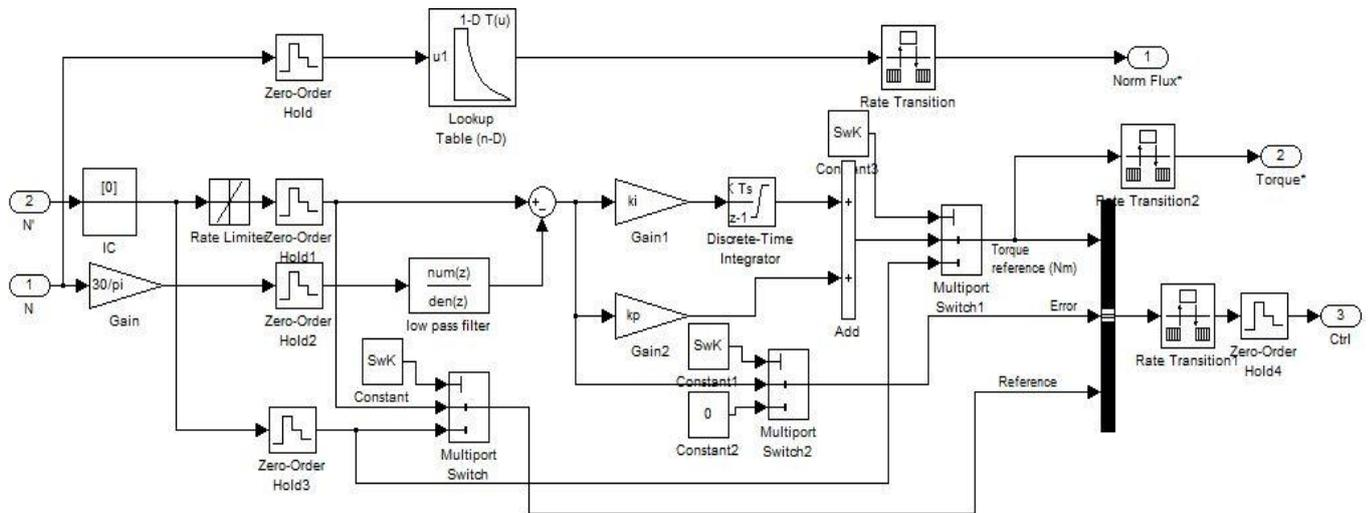 1-D T(u)
u1
Zero-Order
Hold
Lookup
Table (n-D)
Rate Transition
1
Norm Flux*
SwK
Constant3
2
Torque*
Rate Transition2
2
N'
[0]
IC
Rate Limiter
Zero-Order
Hold1
+
−
ki
Gain1
K Ts
z-1
Discrete-Time
Integrator
+
+
Add
Multiport
Switch1
Torque
reference (Nm)
1
N
30/pi
Gain
Zero-Order
Hold2
num(z)
den(z)
low pass filter
kp
Gain2
Error
Rate Transition1
Zero-Order
Hold4
3
Ctrl
SwK
Constant
Multiport
Switch
SwK
Constant1
0
Constant2
Multiport
Switch2
Reference
Zero-Order
Hold3